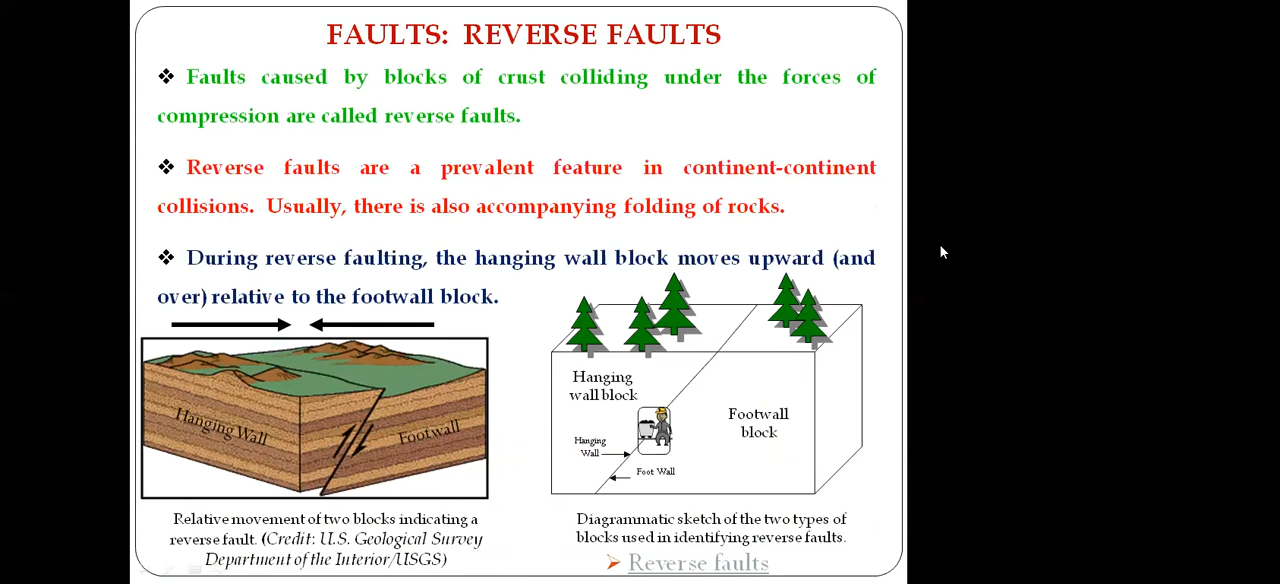 FAULTS: REVERSE FAULTS
❖ Faults caused by blocks of crust colliding under the forces of
compression are called reverse faults.
❖ Reverse faults are a prevalent feature in continent-continent
collisions. Usually, there is also accompanying folding of rocks.
❖ During reverse faulting, the hanging wall block moves upward (and
over) relative to the footwall block.
Hanging Wall
Footwall
Relative movement of two blocks indicating a
reverse fault. (Credit: U.S. Geological Survey
Department of the Interior/USGS)
Hanging
wall block
Footwall
block
Hanging
Wall
Foot Wall
Diagrammatic sketch of the two types of
blocks used in identifying reverse faults.
➢ Reverse faults